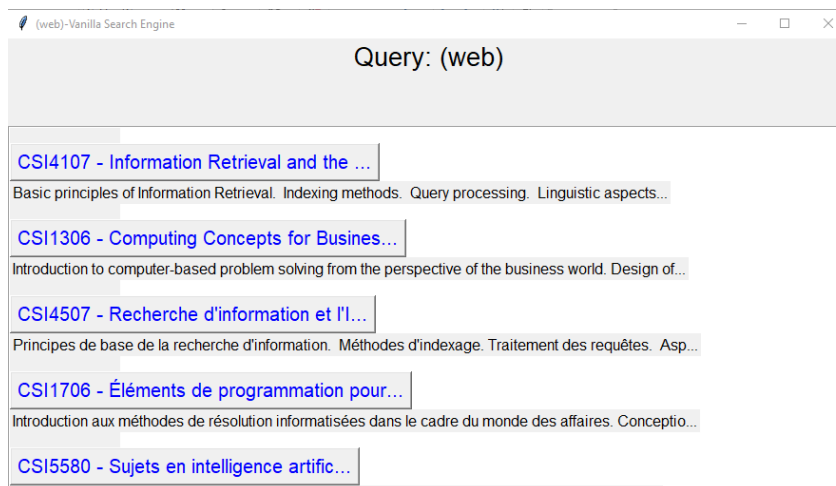 (web)-Vanilla Search Engine
Query: (web)
CSI4107 - Information Retrieval and the ...
Basic principles of Information Retrieval.  Indexing methods.  Query processing.  Linguistic aspects...
CSI1306 - Computing Concepts for Busines...
Introduction to computer-based problem solving from the perspective of the business world. Design of...
CSI4507 - Recherche d'information et l'I...
Principes de base de la recherche d'information.  Méthodes d'indexage. Traitement des requêtes.  Asp...
CSI1706 - Éléments de programmation pour...
Introduction aux méthodes de résolution informatisées dans le cadre du monde des affaires. Conceptio...
CSI5580 - Sujets en intelligence artific...